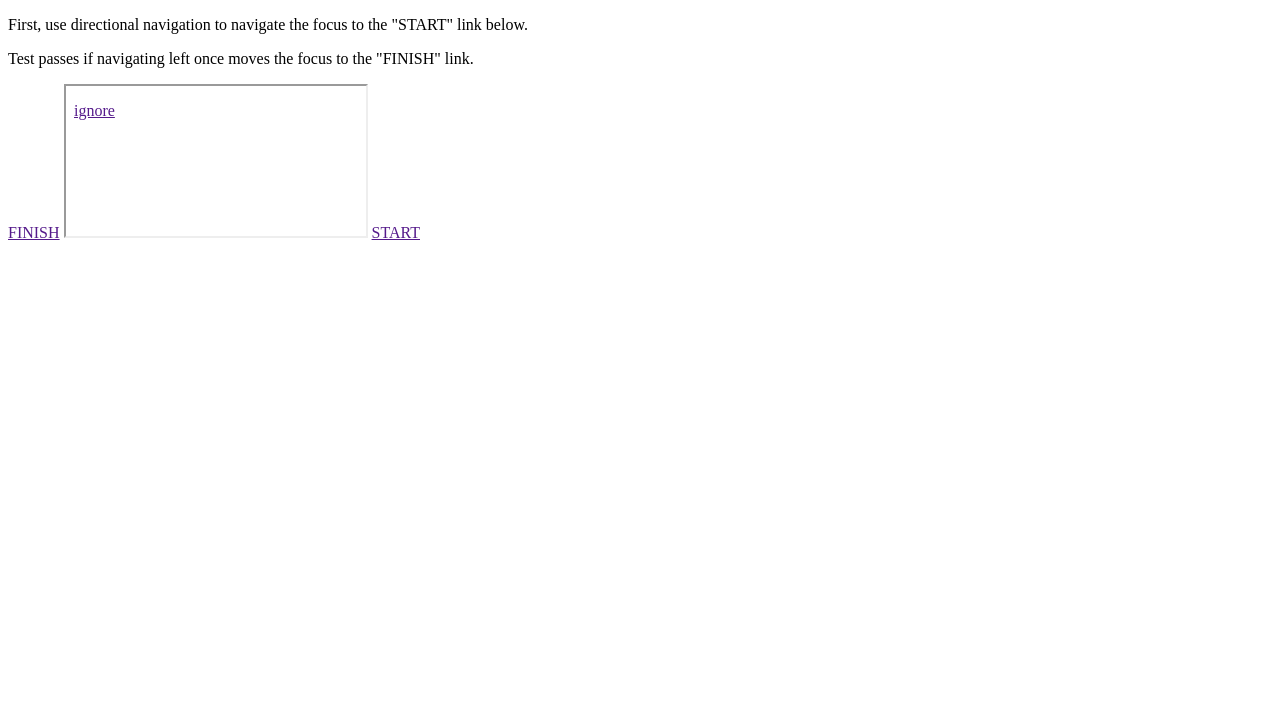 First, use directional navigation to navigate the focus to the "START" link below.
Test passes if navigating left once moves the focus to the "FINISH" link.
ignore
FINISH START